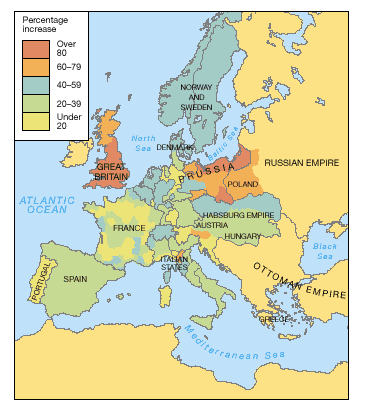 Percentage
increase
Over
80
60–79
40–59
20–39
Under
20
NORWAY
AND
SWEDEN
North
Sea
DENMARK
Baltic Sea
GREAT
BRITAIN
PRUSSIA
RUSSIAN EMPIRE
POLAND
ATLANTIC
OCEAN
HABSBURG EMPIRE
FRANCE
AUSTRIA
HUNGARY
Black
Sea
ITALIAN
STATES
OTTOMAN EMPIRE
PORTUGAL
SPAIN
GREECE
Mediterranean Sea